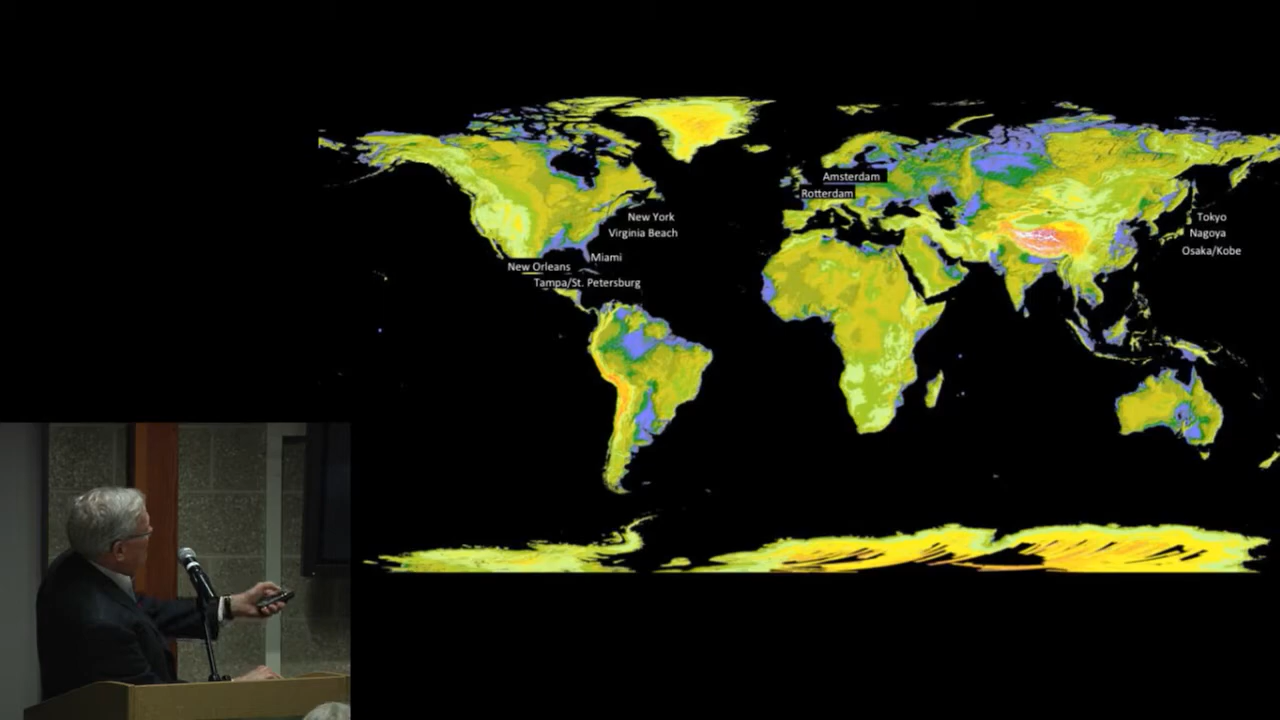 Amsterdam
Rotterdam
New York
Virginia Beach
Miami
New Orleans
Tampa/St. Petersburg
Tokyo
Nagoya
Osaka/Kobe